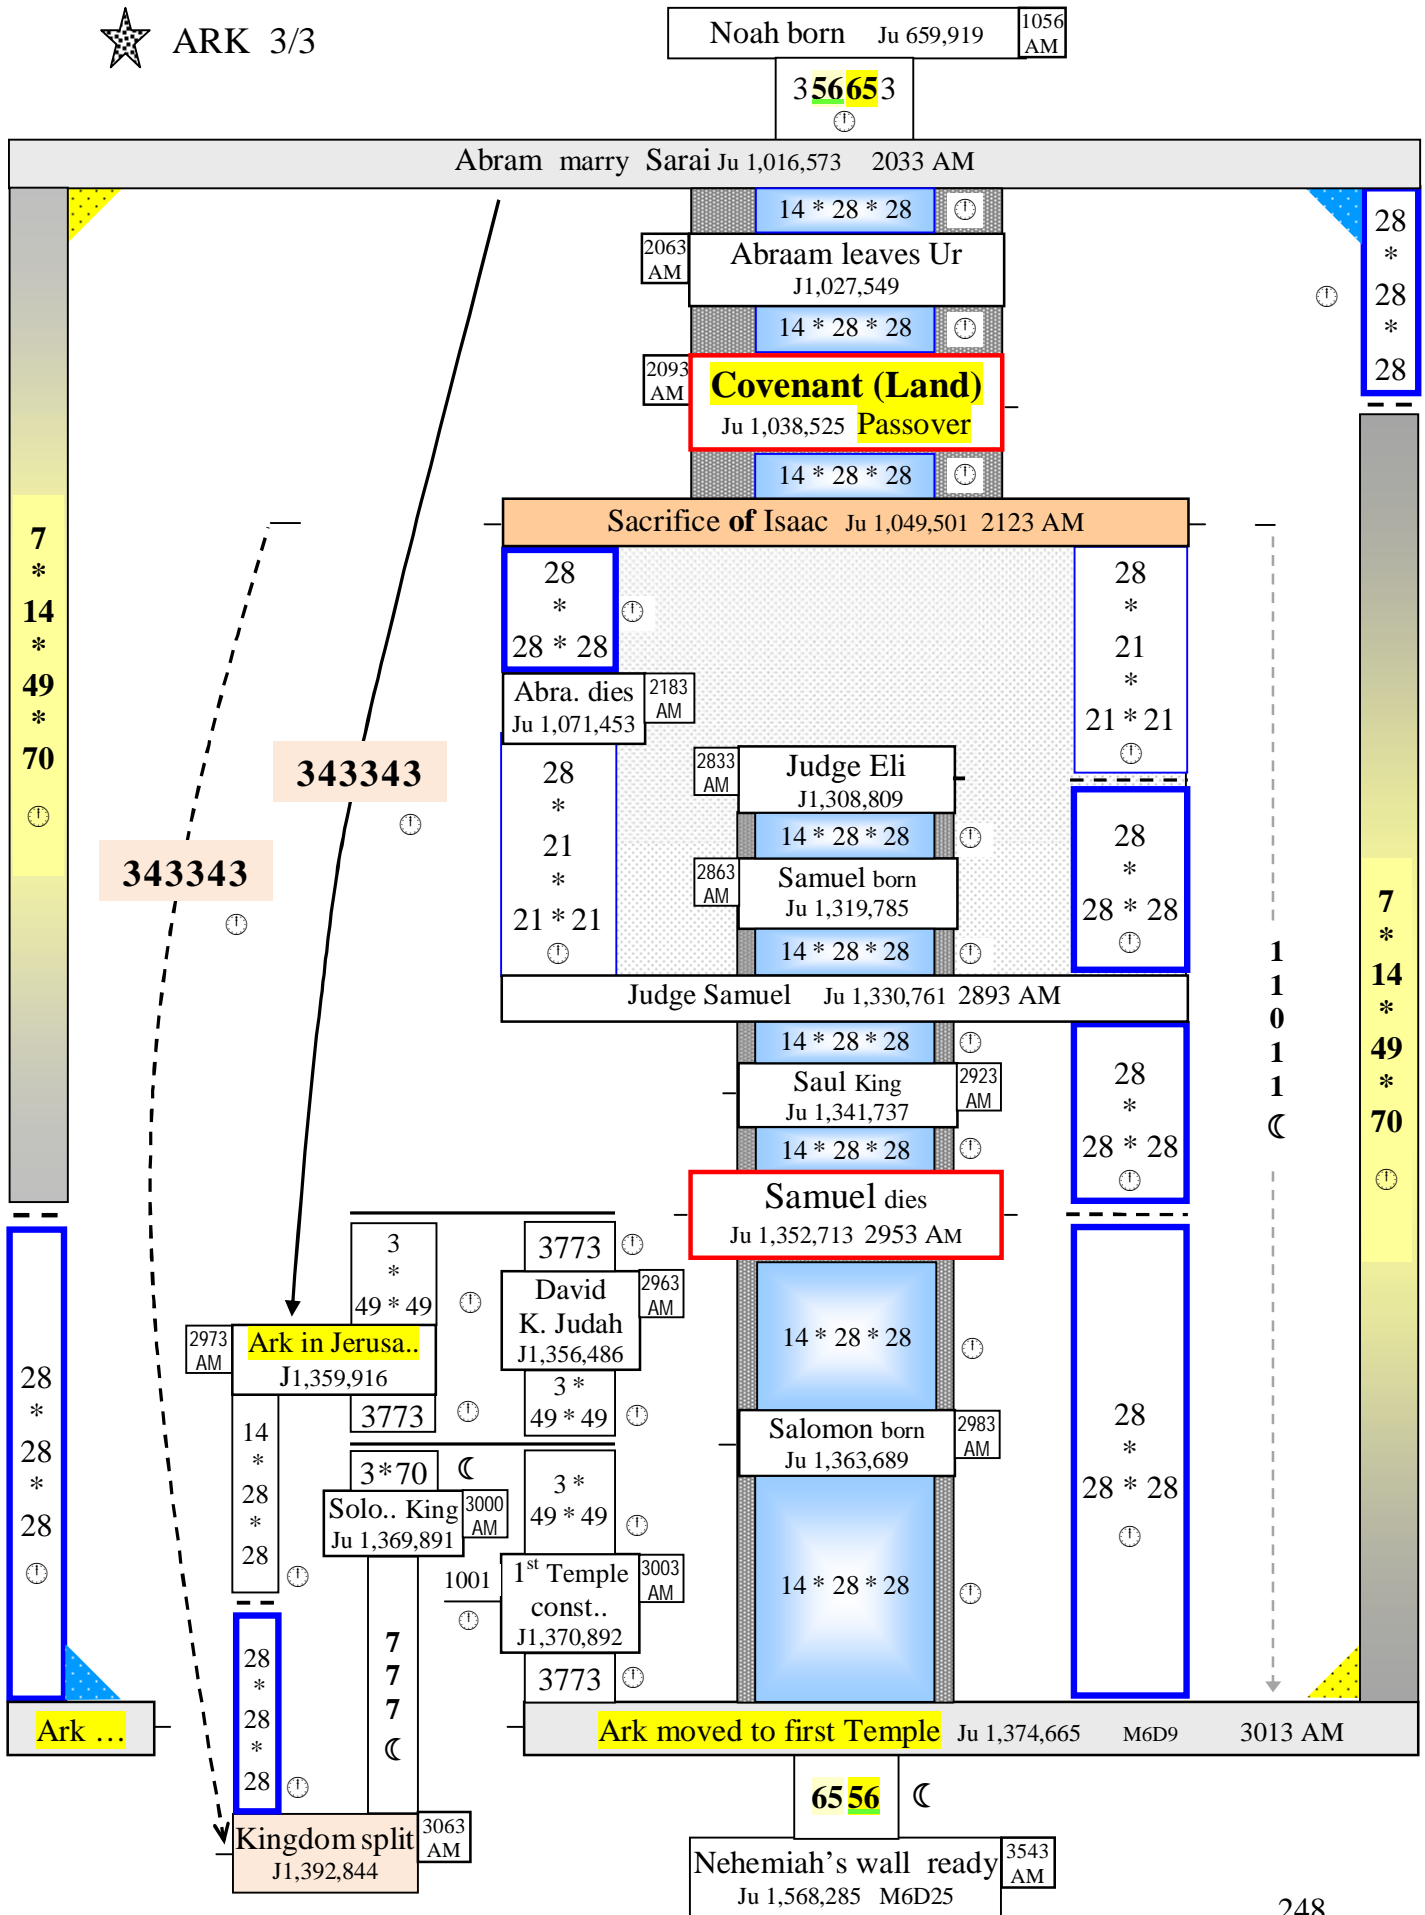 ARK 3/3
Noah born Ju 659,919
1056
AM
356653
Abram marry Sarai Ju 1,016,573 2033 AM
14 * 28 * 28
2063
AM
Abraam leaves Ur
J1,027,549
14 * 28 * 28
2093
AM
Covenant (Land)
Ju 1,038,525 Passover
14 * 28 * 28
28
*
28
*
28
Sacrifice of Isaac Ju 1,049,501 2123 AM
7
*
14
*
49
*
70
28
*
28 * 28
Abra. dies
Ju 1,071,453
2183
AM
28
*
21
*
21 * 21
28
*
21
*
21 * 21
343343
343343
2833
AM
Judge Eli
J1,308,809
14 * 28 * 28
2863
AM
Samuel born
Ju 1,319,785
14 * 28 * 28
28
*
28 * 28
Judge Samuel Ju 1,330,761 2893 AM
1
1
0
1
1
☾
7
*
14
*
49
*
70
14 * 28 * 28
Saul King
Ju 1,341,737
2923
AM
14 * 28 * 28
28
*
28 * 28
Samuel dies
Ju 1,352,713 2953 AM
3
*
49 * 49
3773
David
K. Judah
J1,356,486
2963
AM
3 *
49 * 49
2973
AM
Ark in Jerusa..
J1,359,916
3773
14 * 28 * 28
Salomon born
Ju 1,363,689
2983
AM
28
*
28 * 28
28
*
28
*
28
14
*
28
*
28
3*70 ☾
Solo.. King
Ju 1,369,891
3000
AM
3 *
49 * 49
1001
1st Temple
const..
J1,370,892
3003
AM
3773
14 * 28 * 28
28
*
28
*
28
7
7
7
☾
Ark …
Ark moved to first Temple Ju 1,374,665 M6D9 3013 AM
6556 ☾
Kingdom split
J1,392,844
3063
AM
Nehemiah's wall ready
Ju 1,568,285 M6D25
3543
AM
248